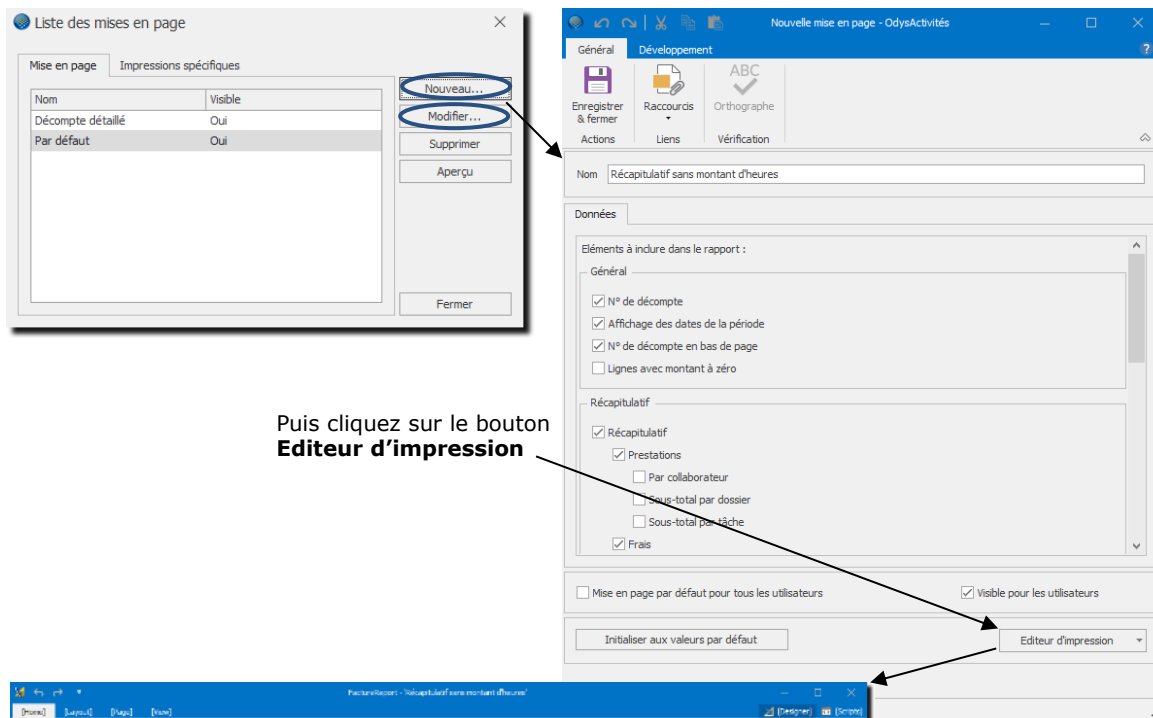 Liste des mises en page
Mise en page
Impressions spécifiques
Nom
Visible
Décompte détaillé
Oui
Par défaut
Oui
Nouveau...
Modifier...
Supprimer
Aperçu
Fermer
Nouvelle mise en page - OdysActivités
Général
Développement
?
Enregistrer
& fermer
Raccourcis
ABC
Orthographe
Actions
Liens
Vérification
Nom
Récapitulatif sans montant d'heures
Données
Eléments à inclure dans le rapport :
Général
N° de décompte
Affichage des dates de la période
N° de décompte en bas de page
Lignes avec montant à zéro
Récapitulatif
Récapitulatif
Prestations
Par collaborateur
Sous-total par dossier
Sous-total par tâche
Frais
Puis cliquez sur le bouton
Editeur d'impression
Mise en page par défaut pour tous les utilisateurs
Visible pour les utilisateurs
Initialiser aux valeurs par défaut
Editeur d'impression
FactureReport - 'Récapitulatif sans montant d'heures'
[Home]
[Layout]
[Page]
[View]
[Designer]
[Scripts]